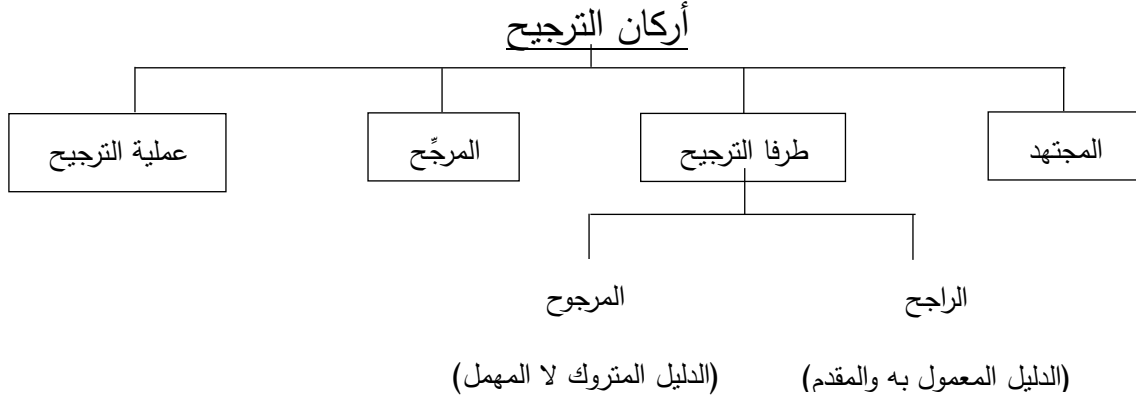 أركان الترجيح
المجتهد
طرفا الترجيح
المرجِّح
عملية الترجيح
الراجح
المرجوح
(الدليل المعمول به والمقدم)
(الدليل المتروك لا المهمل)